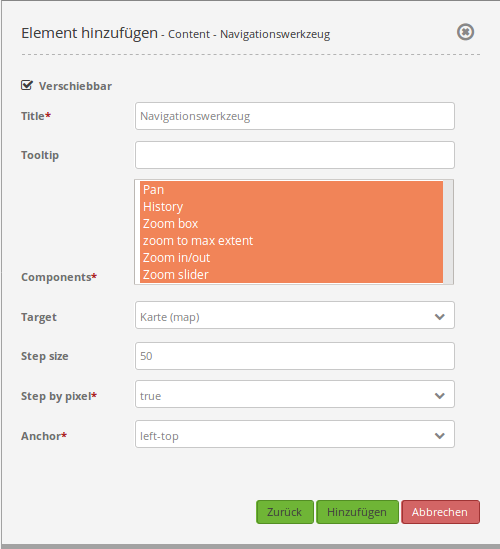 Element hinzufügen - Content - Navigationswerkzeug
Verschiebbar
Title* Navigationswerkzeug
Tooltip
Pan
History
Zoom box
zoom to max extent
Zoom in/out
Zoom slider
Components*
Target Karte (map)
Step size 50
Step by pixel* true
Anchor* left-top
Zurück Hinzufügen Abbrechen